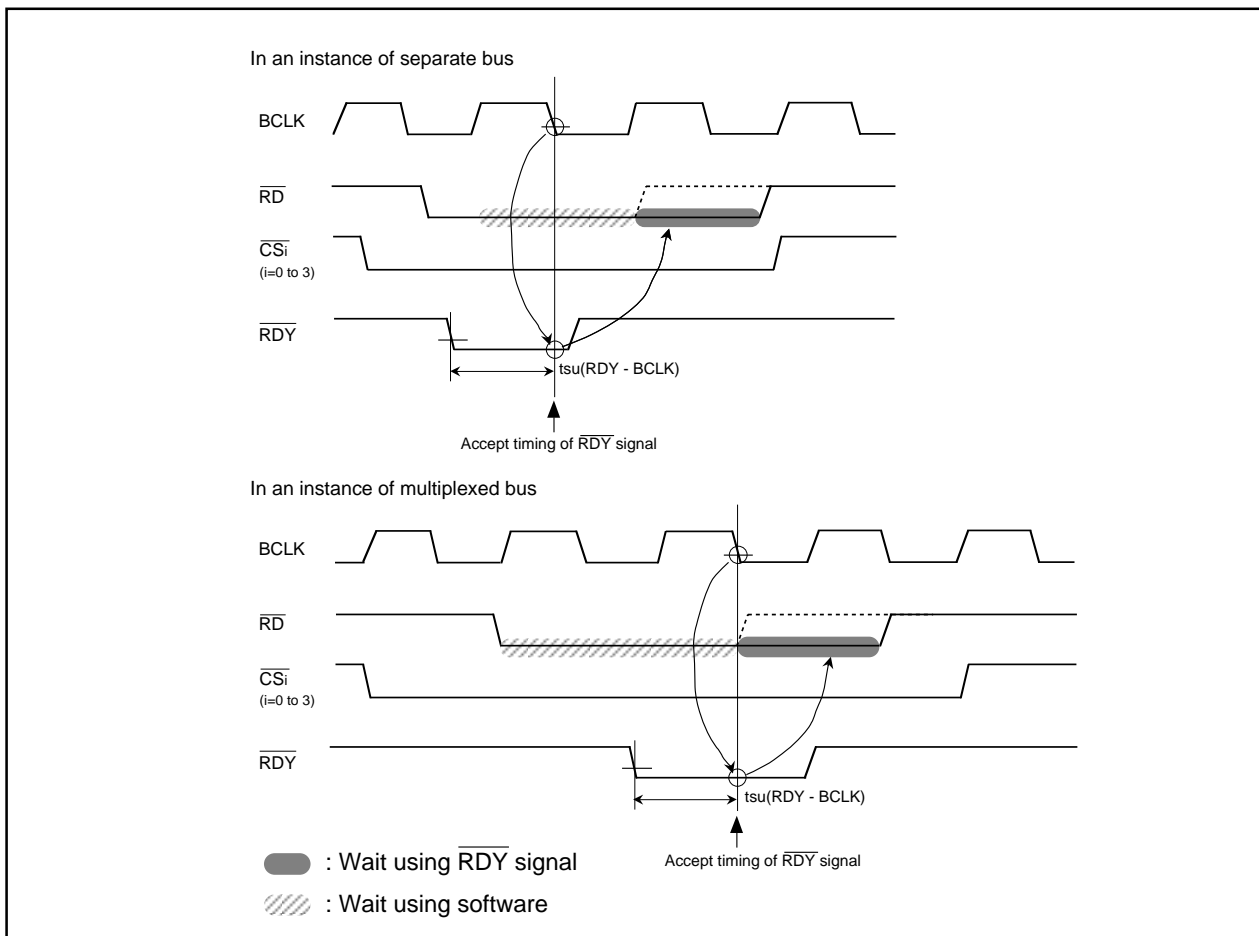 In an instance of separate bus
BCLK
RD
CSi
(i=0 to 3)
RDY
tsu(RDY - BCLK)
Accept timing of RDY signal
In an instance of multiplexed bus
BCLK
RD
CSi
(i=0 to 3)
RDY
tsu(RDY - BCLK)
Accept timing of RDY signal
: Wait using RDY signal
: Wait using software